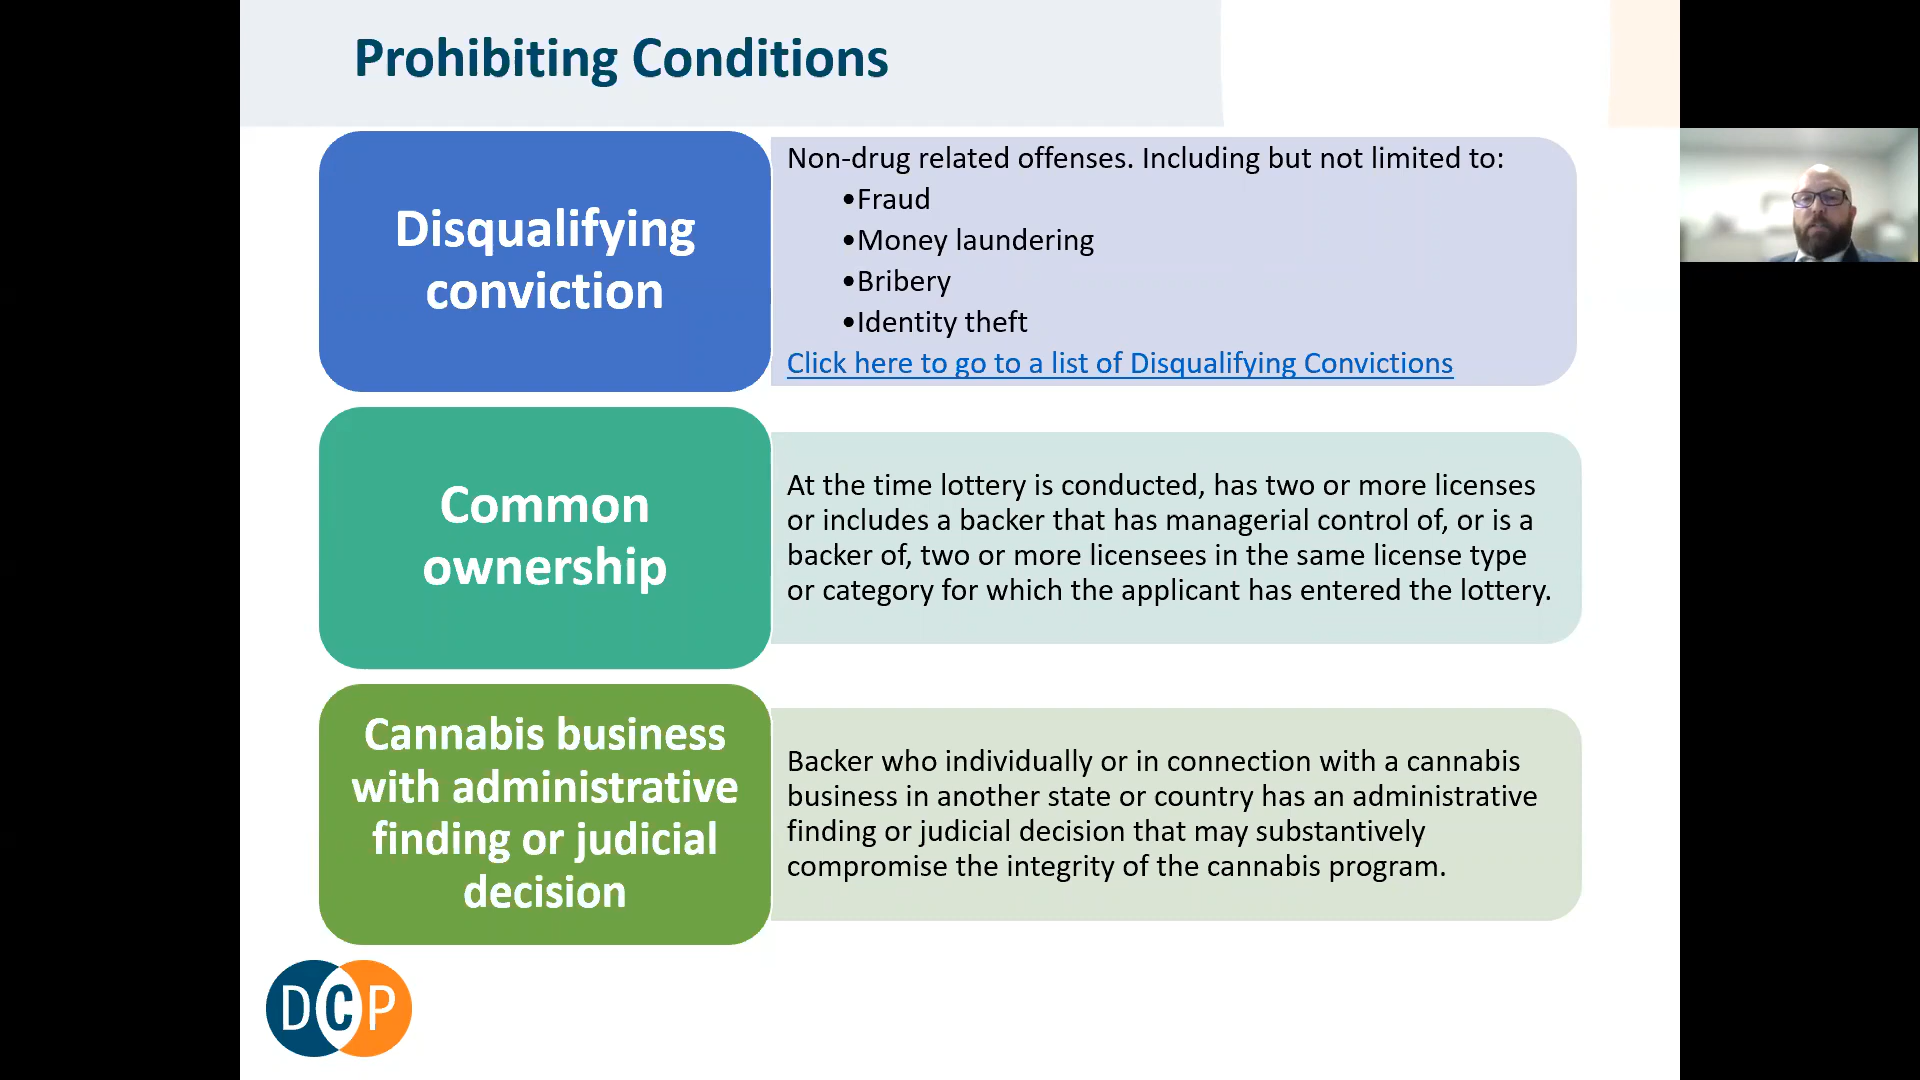 Prohibiting Conditions
Disqualifying
conviction
Non-drug related offenses. Including but not limited to:
•Fraud
•Money laundering
•Bribery
•Identity theft
Click here to go to a list of Disqualifying Convictions
Common
ownership
At the time lottery is conducted, has two or more licenses
or includes a backer that has managerial control of, or is a
backer of, two or more licensees in the same license type
or category for which the applicant has entered the lottery.
Cannabis business
with administrative
finding or judicial
decision
Backer who individually or in connection with a cannabis
business in another state or country has an administrative
finding or judicial decision that may substantively
compromise the integrity of the cannabis program.
DCP